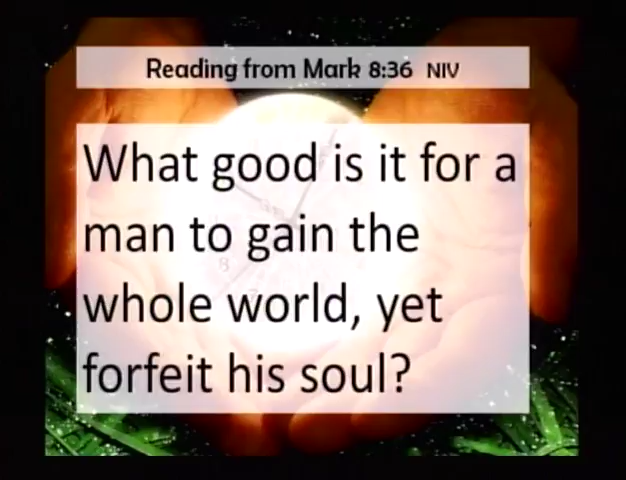 Reading from Mark 8:36 NIV
What good is it for a
man to gain the
whole world, yet
forfeit his soul?